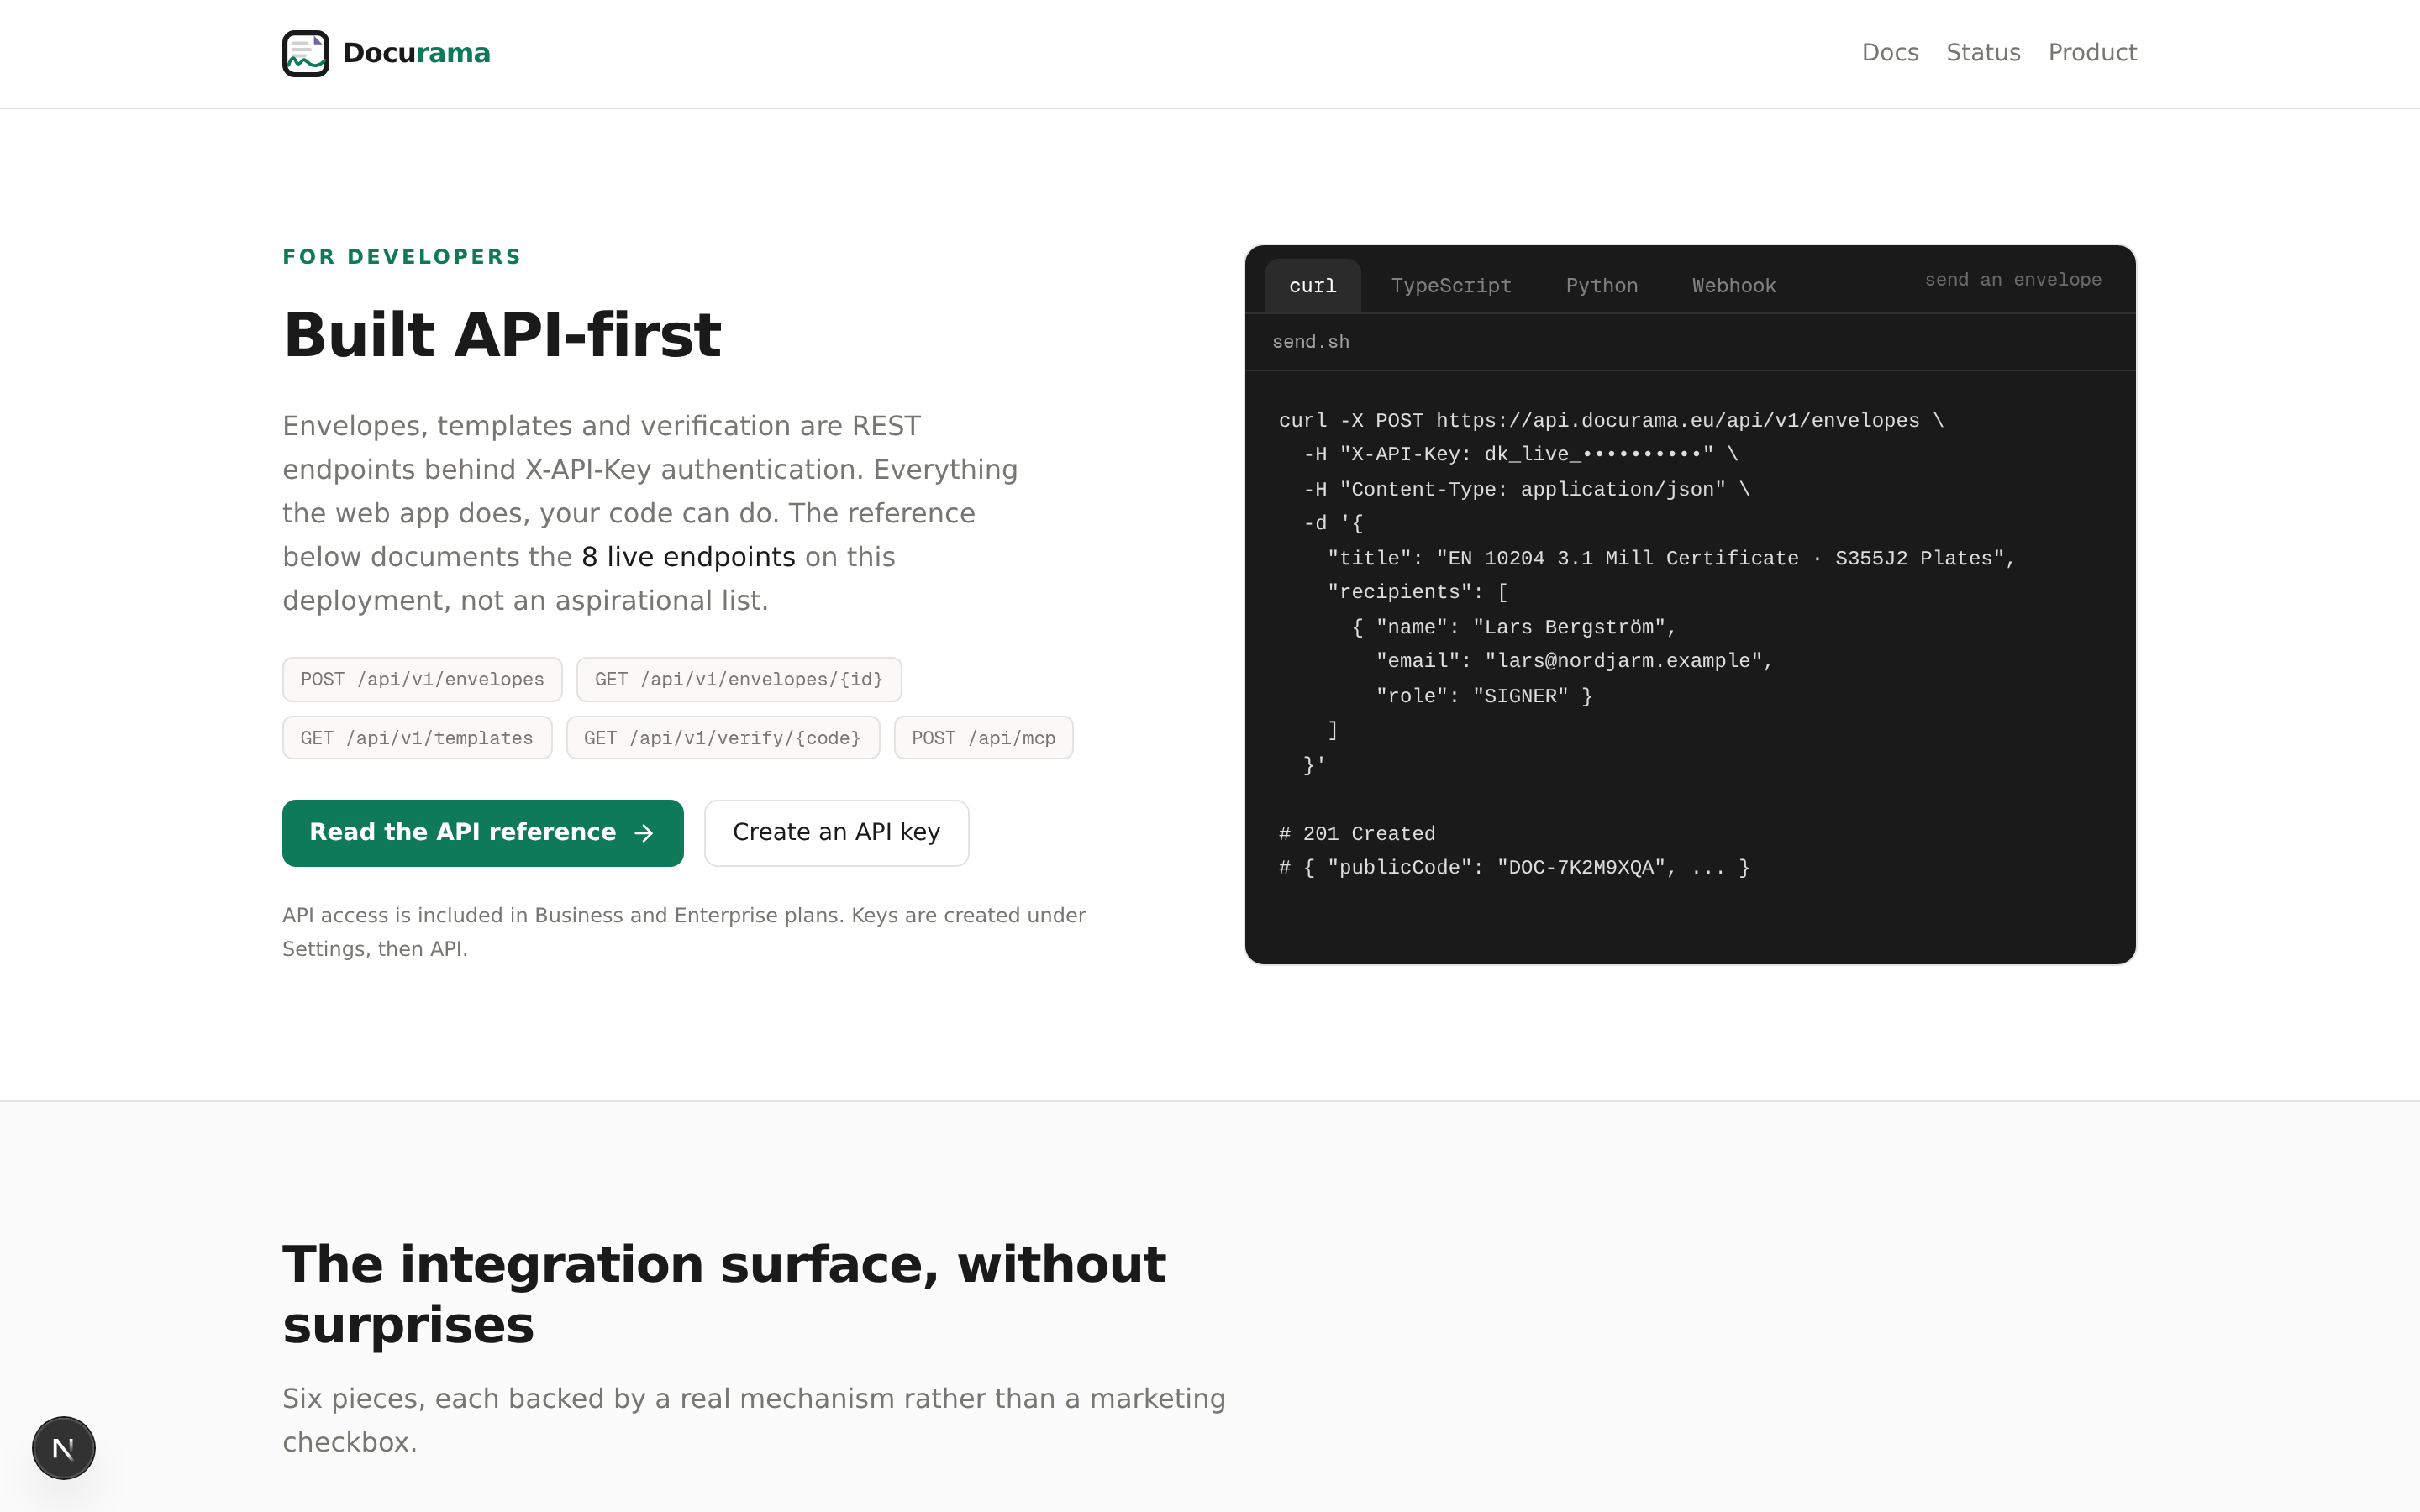 Docurama
Docs Status Product
FOR DEVELOPERS
Built API-first
Envelopes, templates and verification are REST
endpoints behind X-API-Key authentication. Everything
the web app does, your code can do. The reference
below documents the 8 live endpoints on this
deployment, not an aspirational list.
POST /api/v1/envelopes GET /api/v1/envelopes/{id}
GET /api/v1/templates GET /api/v1/verify/{code} POST /api/mcp
Read the API reference →
Create an API key
API access is included in Business and Enterprise plans. Keys are created under
Settings, then API.
curl TypeScript Python Webhook send an envelope
send.sh
curl -X POST https://api.docurama.eu/api/v1/envelopes \
  -H "X-API-Key: dk_live_••••••••••" \
  -H "Content-Type: application/json" \
  -d '{
    "title": "EN 10204 3.1 Mill Certificate · S355J2 Plates",
    "recipients": [
      { "name": "Lars Bergström",
        "email": "lars@nordjarm.example",
        "role": "SIGNER" }
    ]
  }'
# 201 Created
# { "publicCode": "DOC-7K2M9XQA", ... }
The integration surface, without
surprises
Six pieces, each backed by a real mechanism rather than a marketing
checkbox.
N